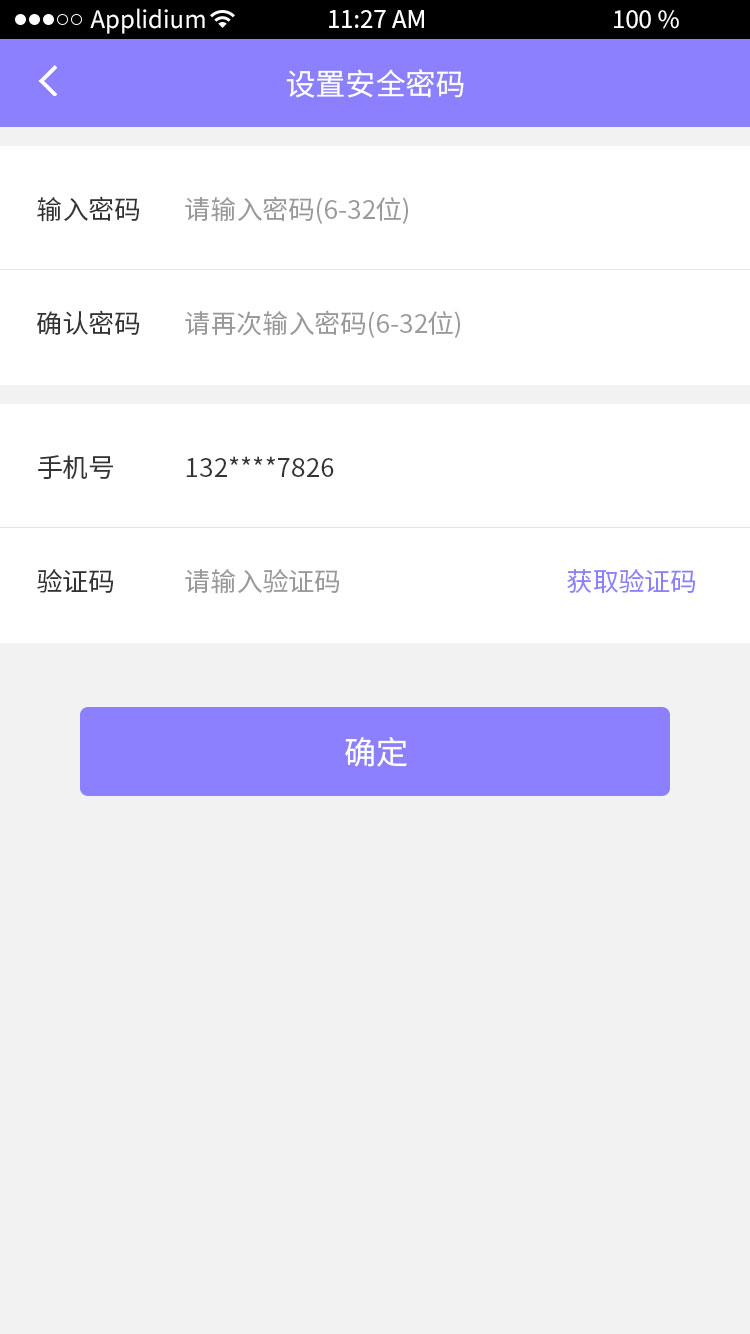 Applidium 11:27 AM 100 %
设置安全密码
输入密码 请输入密码(6-32位)
确认密码 请再次输入密码(6-32位)
手机号 132****7826
验证码 请输入验证码 获取验证码
确定